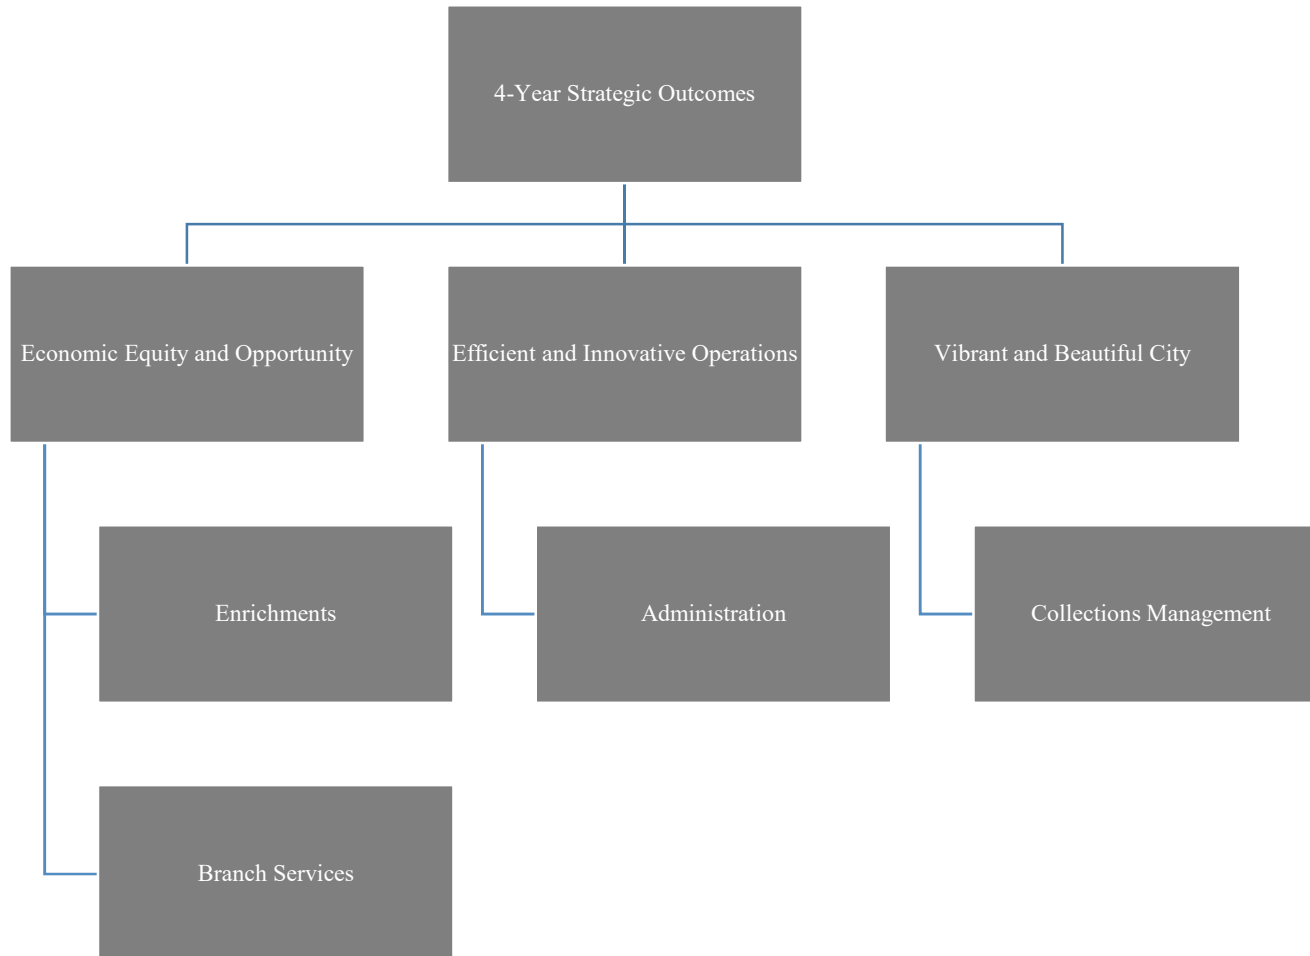 4-Year Strategic Outcomes
Economic Equity and Opportunity
Efficient and Innovative Operations
Vibrant and Beautiful City
Enrichments
Administration
Collections Management
Branch Services